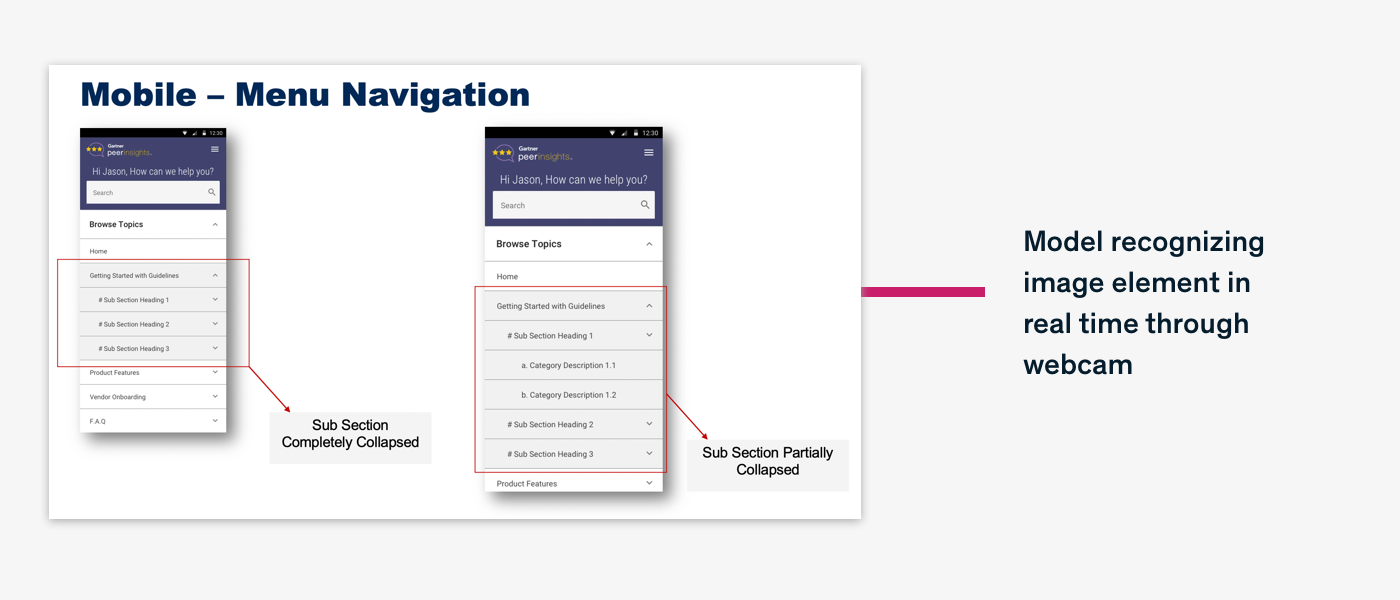 Mobile – Menu Navigation
12:30
Gartner
peerinsights™
Hi Jason, How can we help you?
Search
Browse Topics
Home
Getting Started with Guidelines
# Sub Section Heading 1
# Sub Section Heading 2
# Sub Section Heading 3
Product Features
Vendor Onboarding
F.A.Q
Sub Section
Completely Collapsed
12:30
Gartner
peerinsights™
Hi Jason, How can we help you?
Search
Browse Topics
Home
Getting Started with Guidelines
# Sub Section Heading 1
a. Category Description 1.1
b. Category Description 1.2
# Sub Section Heading 2
# Sub Section Heading 3
Product Features
Sub Section Partially
Collapsed
Model recognizing
image element in
real time through
webcam